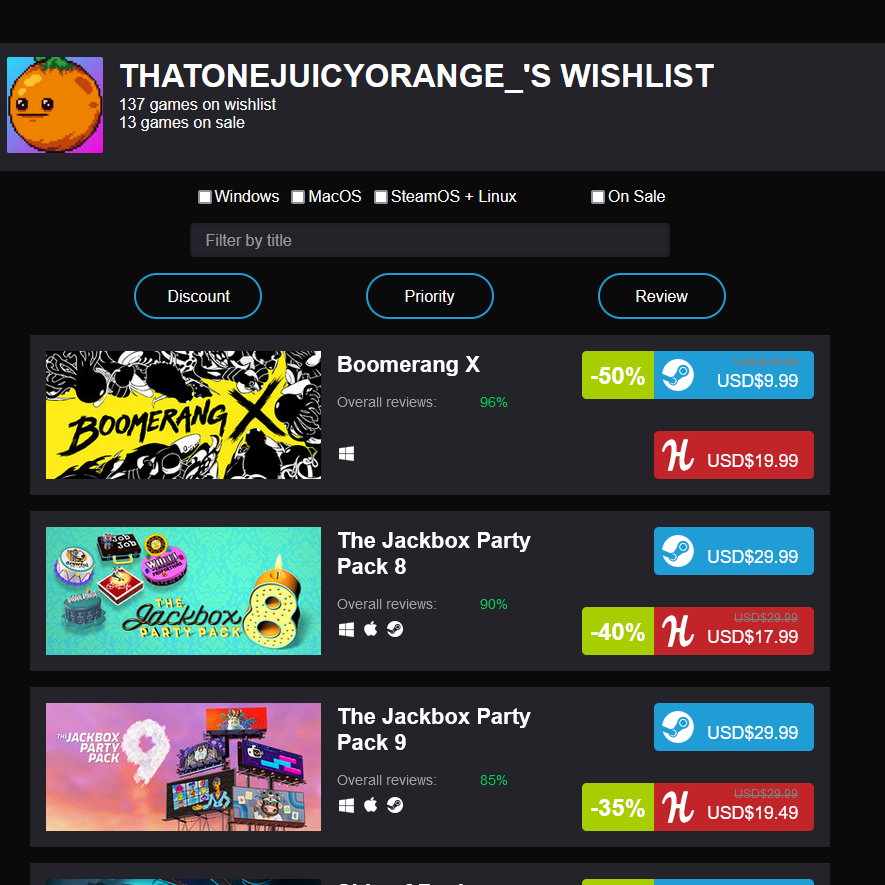 THATONEJUICYORANGE_'S WISHLIST
137 games on wishlist
13 games on sale
Windows MacOS SteamOS + Linux On Sale
Filter by title
Discount Priority Review
BOOMERANG X
Boomerang X
Overall reviews: 96%
-50%
USD$9.99
USD$19.99
JOB JOB
THE
Jackbox
PARTY PACK
8
The Jackbox Party
Pack 8
Overall reviews: 90%
USD$29.99
-40%
USD$29.99
USD$17.99
THE JACKBOX
PARTY
PACK
9
The Jackbox Party
Pack 9
Overall reviews: 85%
USD$29.99
-35%
USD$29.99
USD$19.49